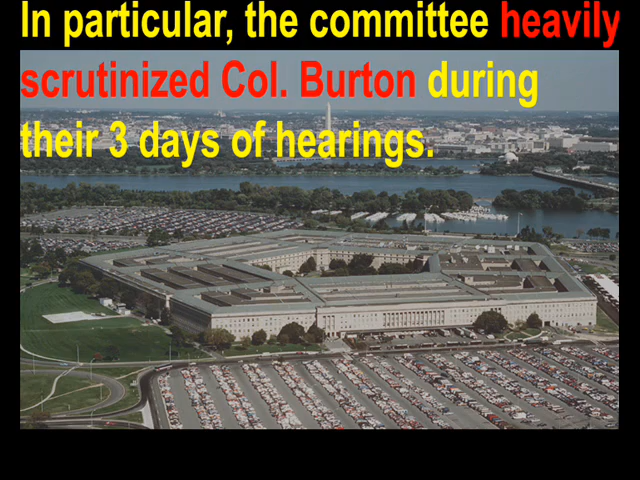 In particular, the committee heavily
scrutinized Col. Burton during
their 3 days of hearings.